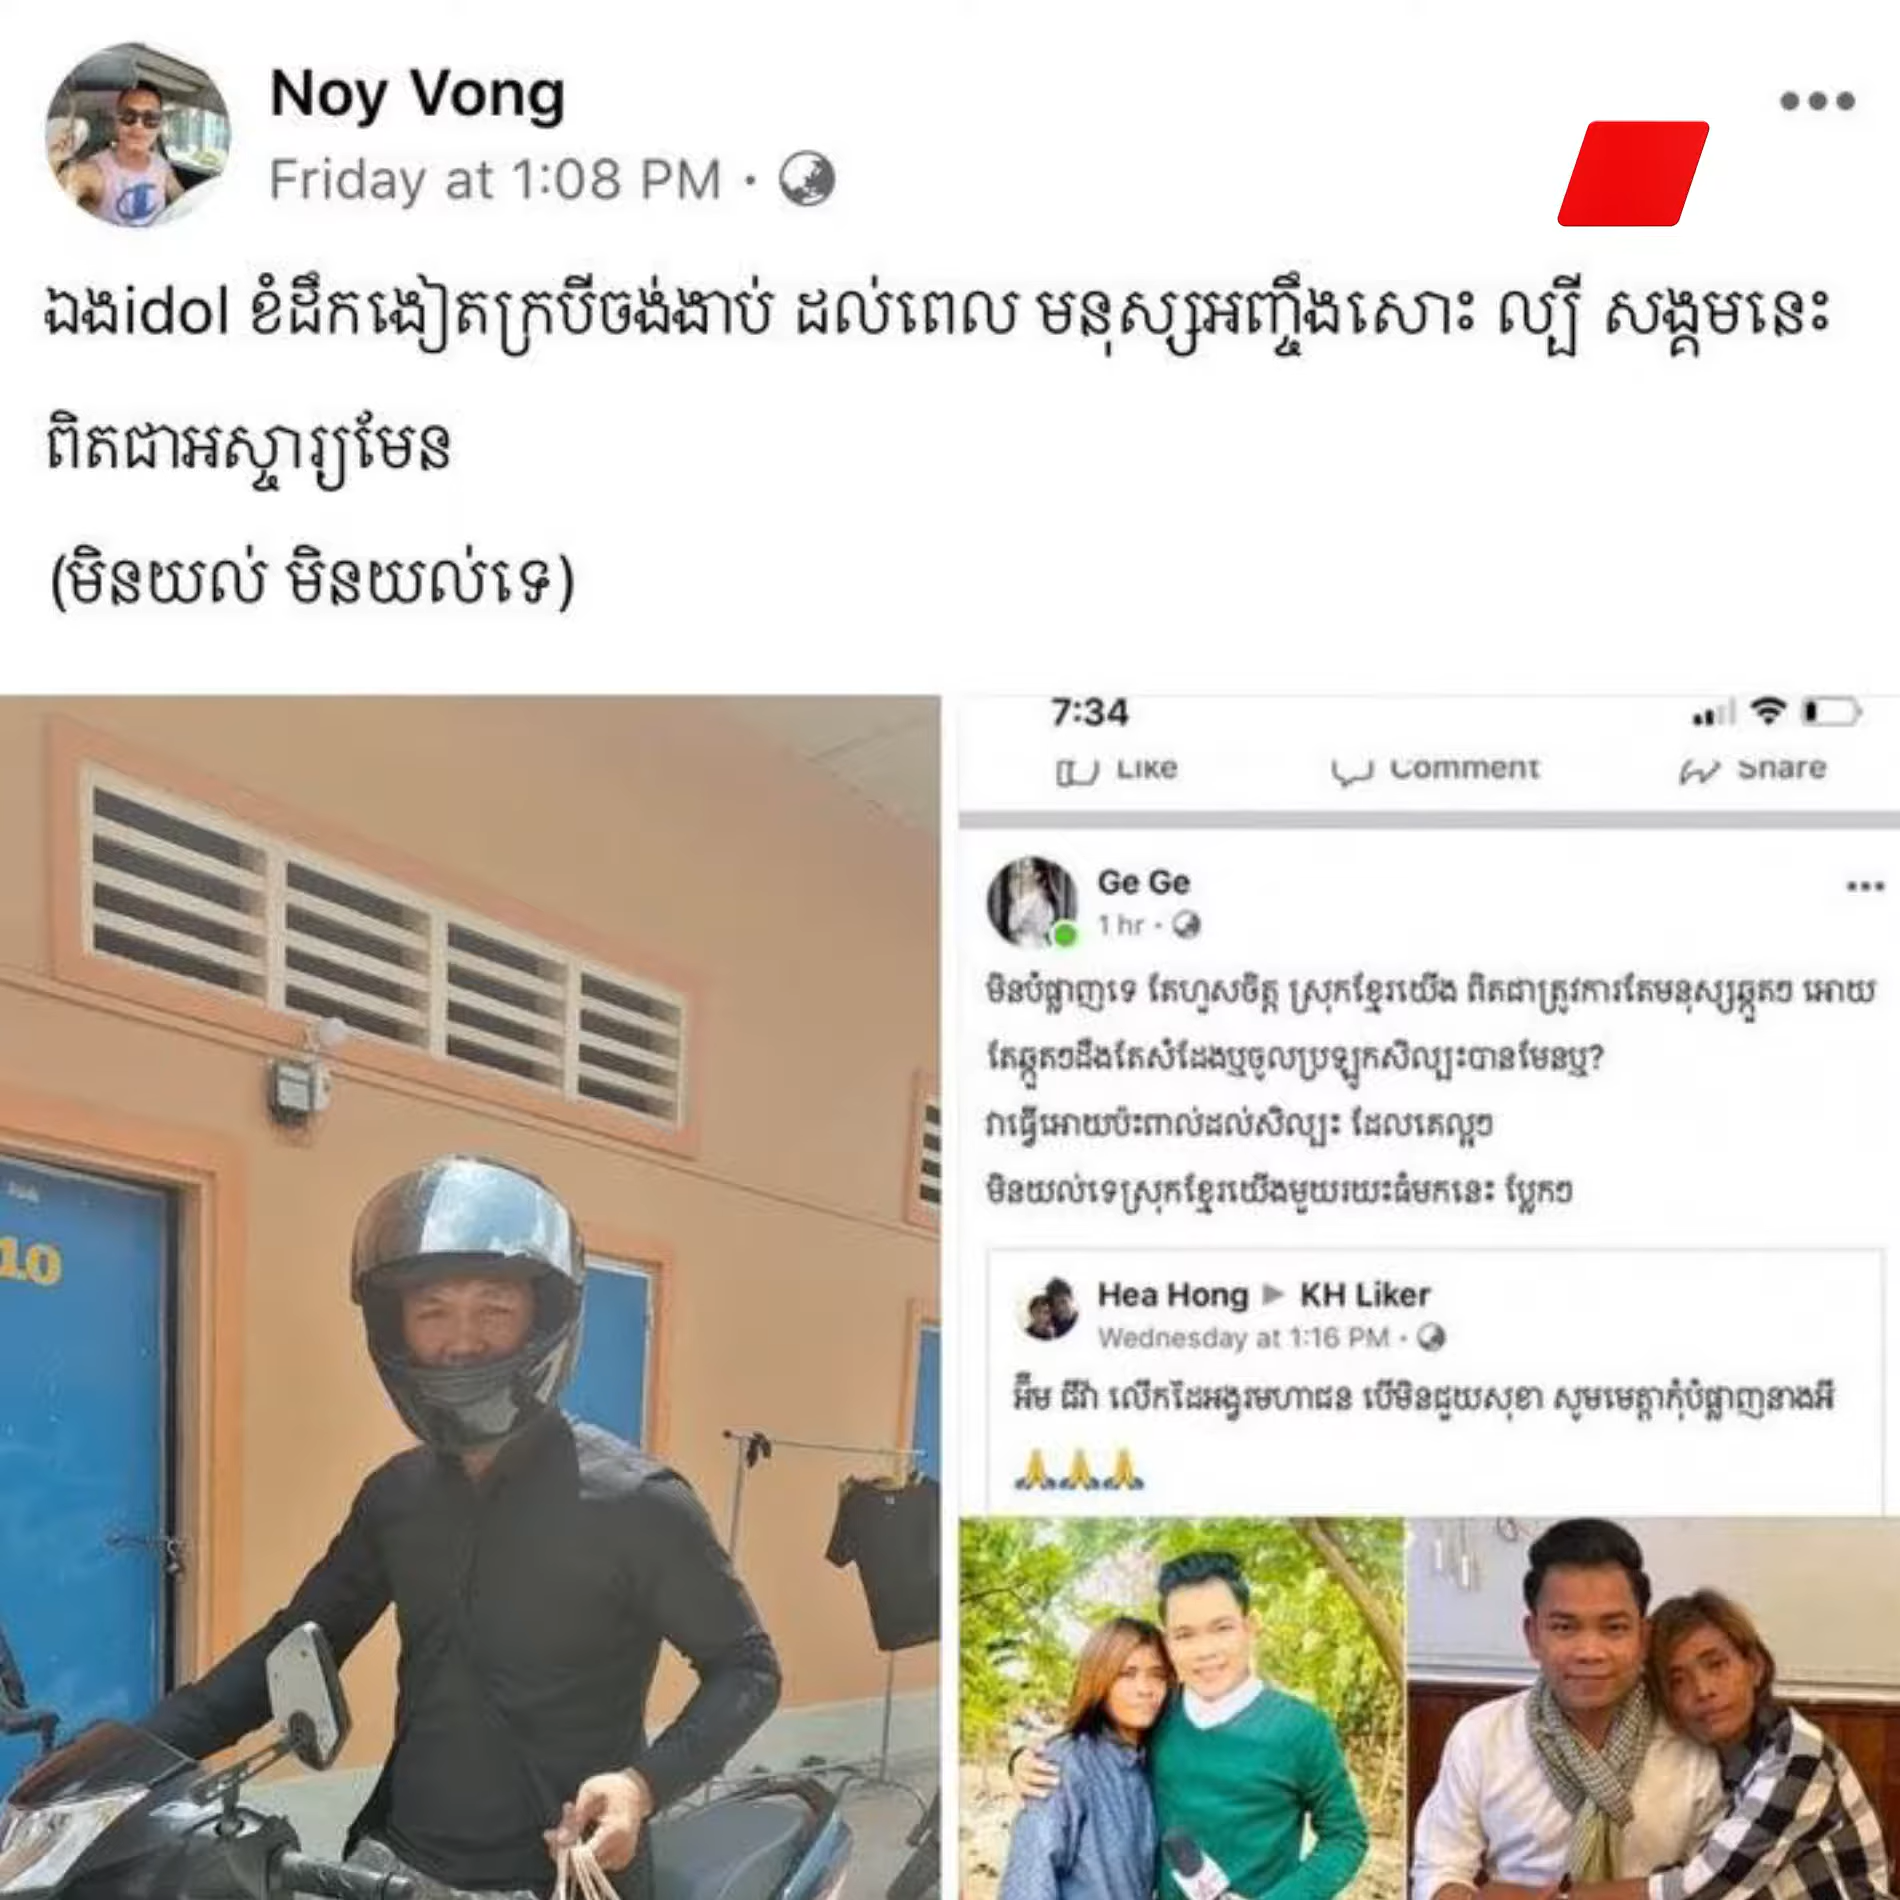 Noy Vong
Friday at 1:08 PM ·
ឯងidol ខំដឹកងៀតក្របីចង់ងាប់ ដល់ពេល មនុស្សអញ្ចឹងសោះ ល្បី សង្គមនេះ
ពិតជាអស្ចារ្យមែន
(មិនយល់ មិនយល់ទេ)
10
7:34
Like Comment Share
Ge Ge
1 hr ·
មិនបំផ្លាញទេ តែហួសចិត្ត ស្រុកខ្មែរយើង ពិតជាត្រូវការតែមនុស្សឆ្កួតៗ អោយ
តែឆ្កួតៗដឹងតែសំដែងឬចូលប្រឡូកសិល្បះបានមែនឬ?
វាធ្វើអោយប៉ះពាល់ដល់សិល្បះ ដែលគេល្អៗ
មិនយល់ទេស្រុកខ្មែរយើងមួយរយះធំមកនេះ ប្លែកៗ
Hea Hong ▶ KH Liker
Wednesday at 1:16 PM ·
អ៊ឹម ជីវ៉ា លើកដៃអង្វរមហាជន បើមិនជួយសុខា សូមមេត្តាកុំបំផ្លាញនាងអី
🙏🙏🙏